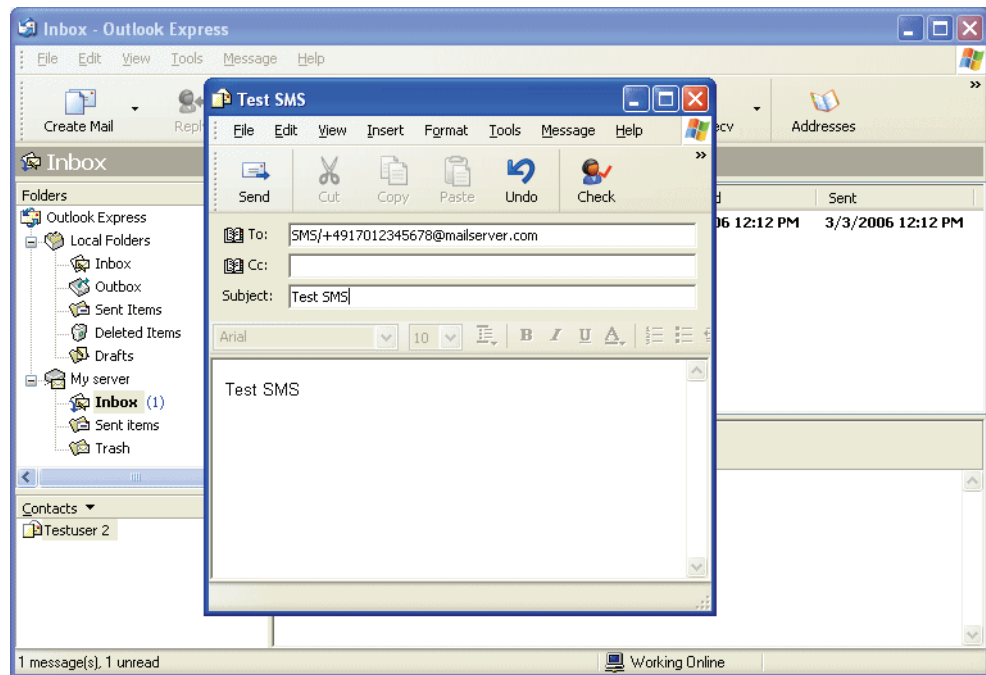 Inbox - Outlook Express
File Edit View Tools Message Help
Create Mail
Addresses
»
Inbox
Folders
Outlook Express
Local Folders
Inbox
Outbox
Sent Items
Deleted Items
Drafts
My server
Inbox (1)
Sent items
Trash
Contacts
Testuser 2
Sent
06 12:12 PM 3/3/2006 12:12 PM
Test SMS
File Edit View Insert Format Tools Message Help
Send Cut Copy Paste Undo Check »
To: SMS/+4917012345678@mailserver.com
Cc:
Subject: Test SMS
Arial 10 B I U A
Test SMS
1 message(s), 1 unread
Working Online